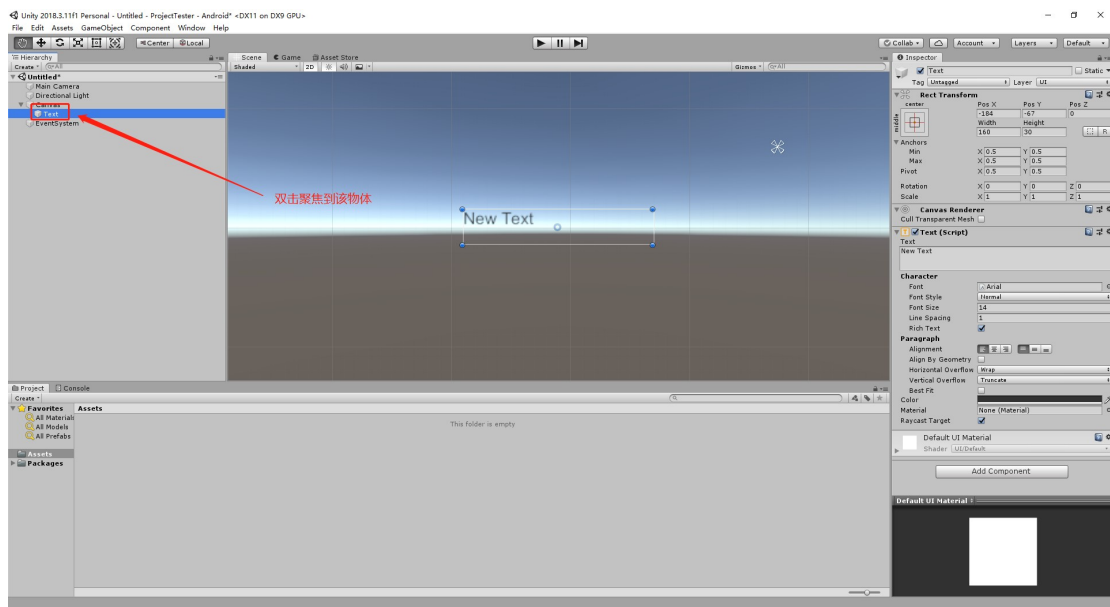 Unity 2018.3.11f1 Personal - Untitled - ProjectTester - Android* <DX11 on DX9 GPU>
File Edit Assets GameObject Component Window Help
Center Local Collab Account Layers Default
Hierarchy
Create All
Untitled*
Main Camera
Directional Light
Canvas
Text
EventSystem
Scene Game Asset Store
Shaded 2D Gizmos All
双击聚焦到该物体
New Text
Inspector
Text Static
Tag Untagged Layer UI
Rect Transform
center Pos X Pos Y Pos Z
middle -184 -67 0
Width Height
160 30 R
Anchors
Min X 0.5 Y 0.5
Max X 0.5 Y 0.5
Pivot X 0.5 Y 0.5
Rotation X 0 Y 0 Z 0
Scale X 1 Y 1 Z 1
Canvas Renderer
Cull Transparent Mesh
Text (Script)
Text
New Text
Character
Font Arial
Font Style Normal
Font Size 14
Line Spacing 1
Rich Text
Paragraph
Alignment
Align By Geometry
Horizontal Overflow Wrap
Vertical Overflow Truncate
Best Fit
Color
Material None (Material)
Raycast Target
Default UI Material
Shader UI/Default
Add Component
Default UI Material
Project Console
Create
Favorites
All Materials
All Models
All Prefabs
Assets
Packages
Assets
This folder is empty